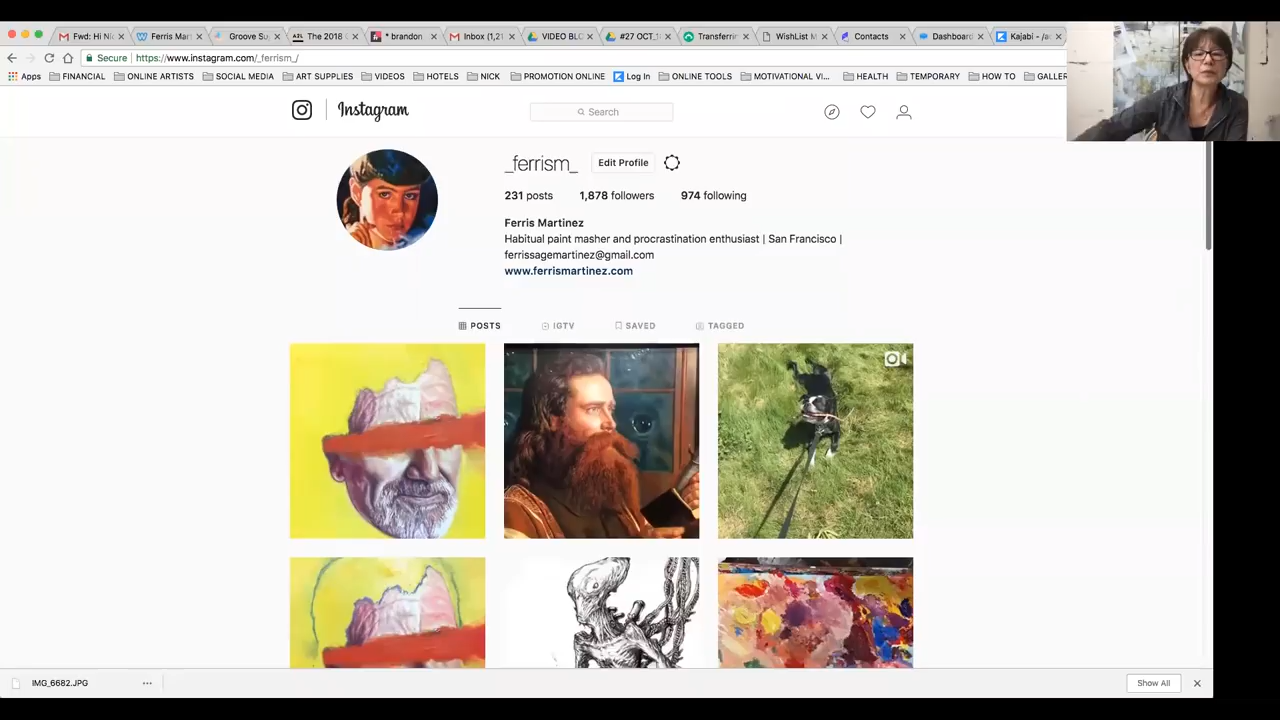 Fwd: Hi Nic
Ferris Mar
Groove Su
The 2018 G
* brandon
Inbox (1,21
VIDEO BLO
#27 OCT_1
Transferrin
WishList M
Contacts
Dashboard
Kajabi - /ad
Secure https://www.instagram.com/_ferrism_/
Apps FINANCIAL ONLINE ARTISTS SOCIAL MEDIA ART SUPPLIES VIDEOS HOTELS NICK PROMOTION ONLINE Log In ONLINE TOOLS MOTIVATIONAL VI... HEALTH TEMPORARY HOW TO GALLER
Instagram Search
_ferrism_ Edit Profile
231 posts 1,878 followers 974 following
Ferris Martinez
Habitual paint masher and procrastination enthusiast | San Francisco |
ferrissagemartinez@gmail.com
www.ferrismartinez.com
POSTS IGTV SAVED TAGGED
IMG_6682.JPG Show All